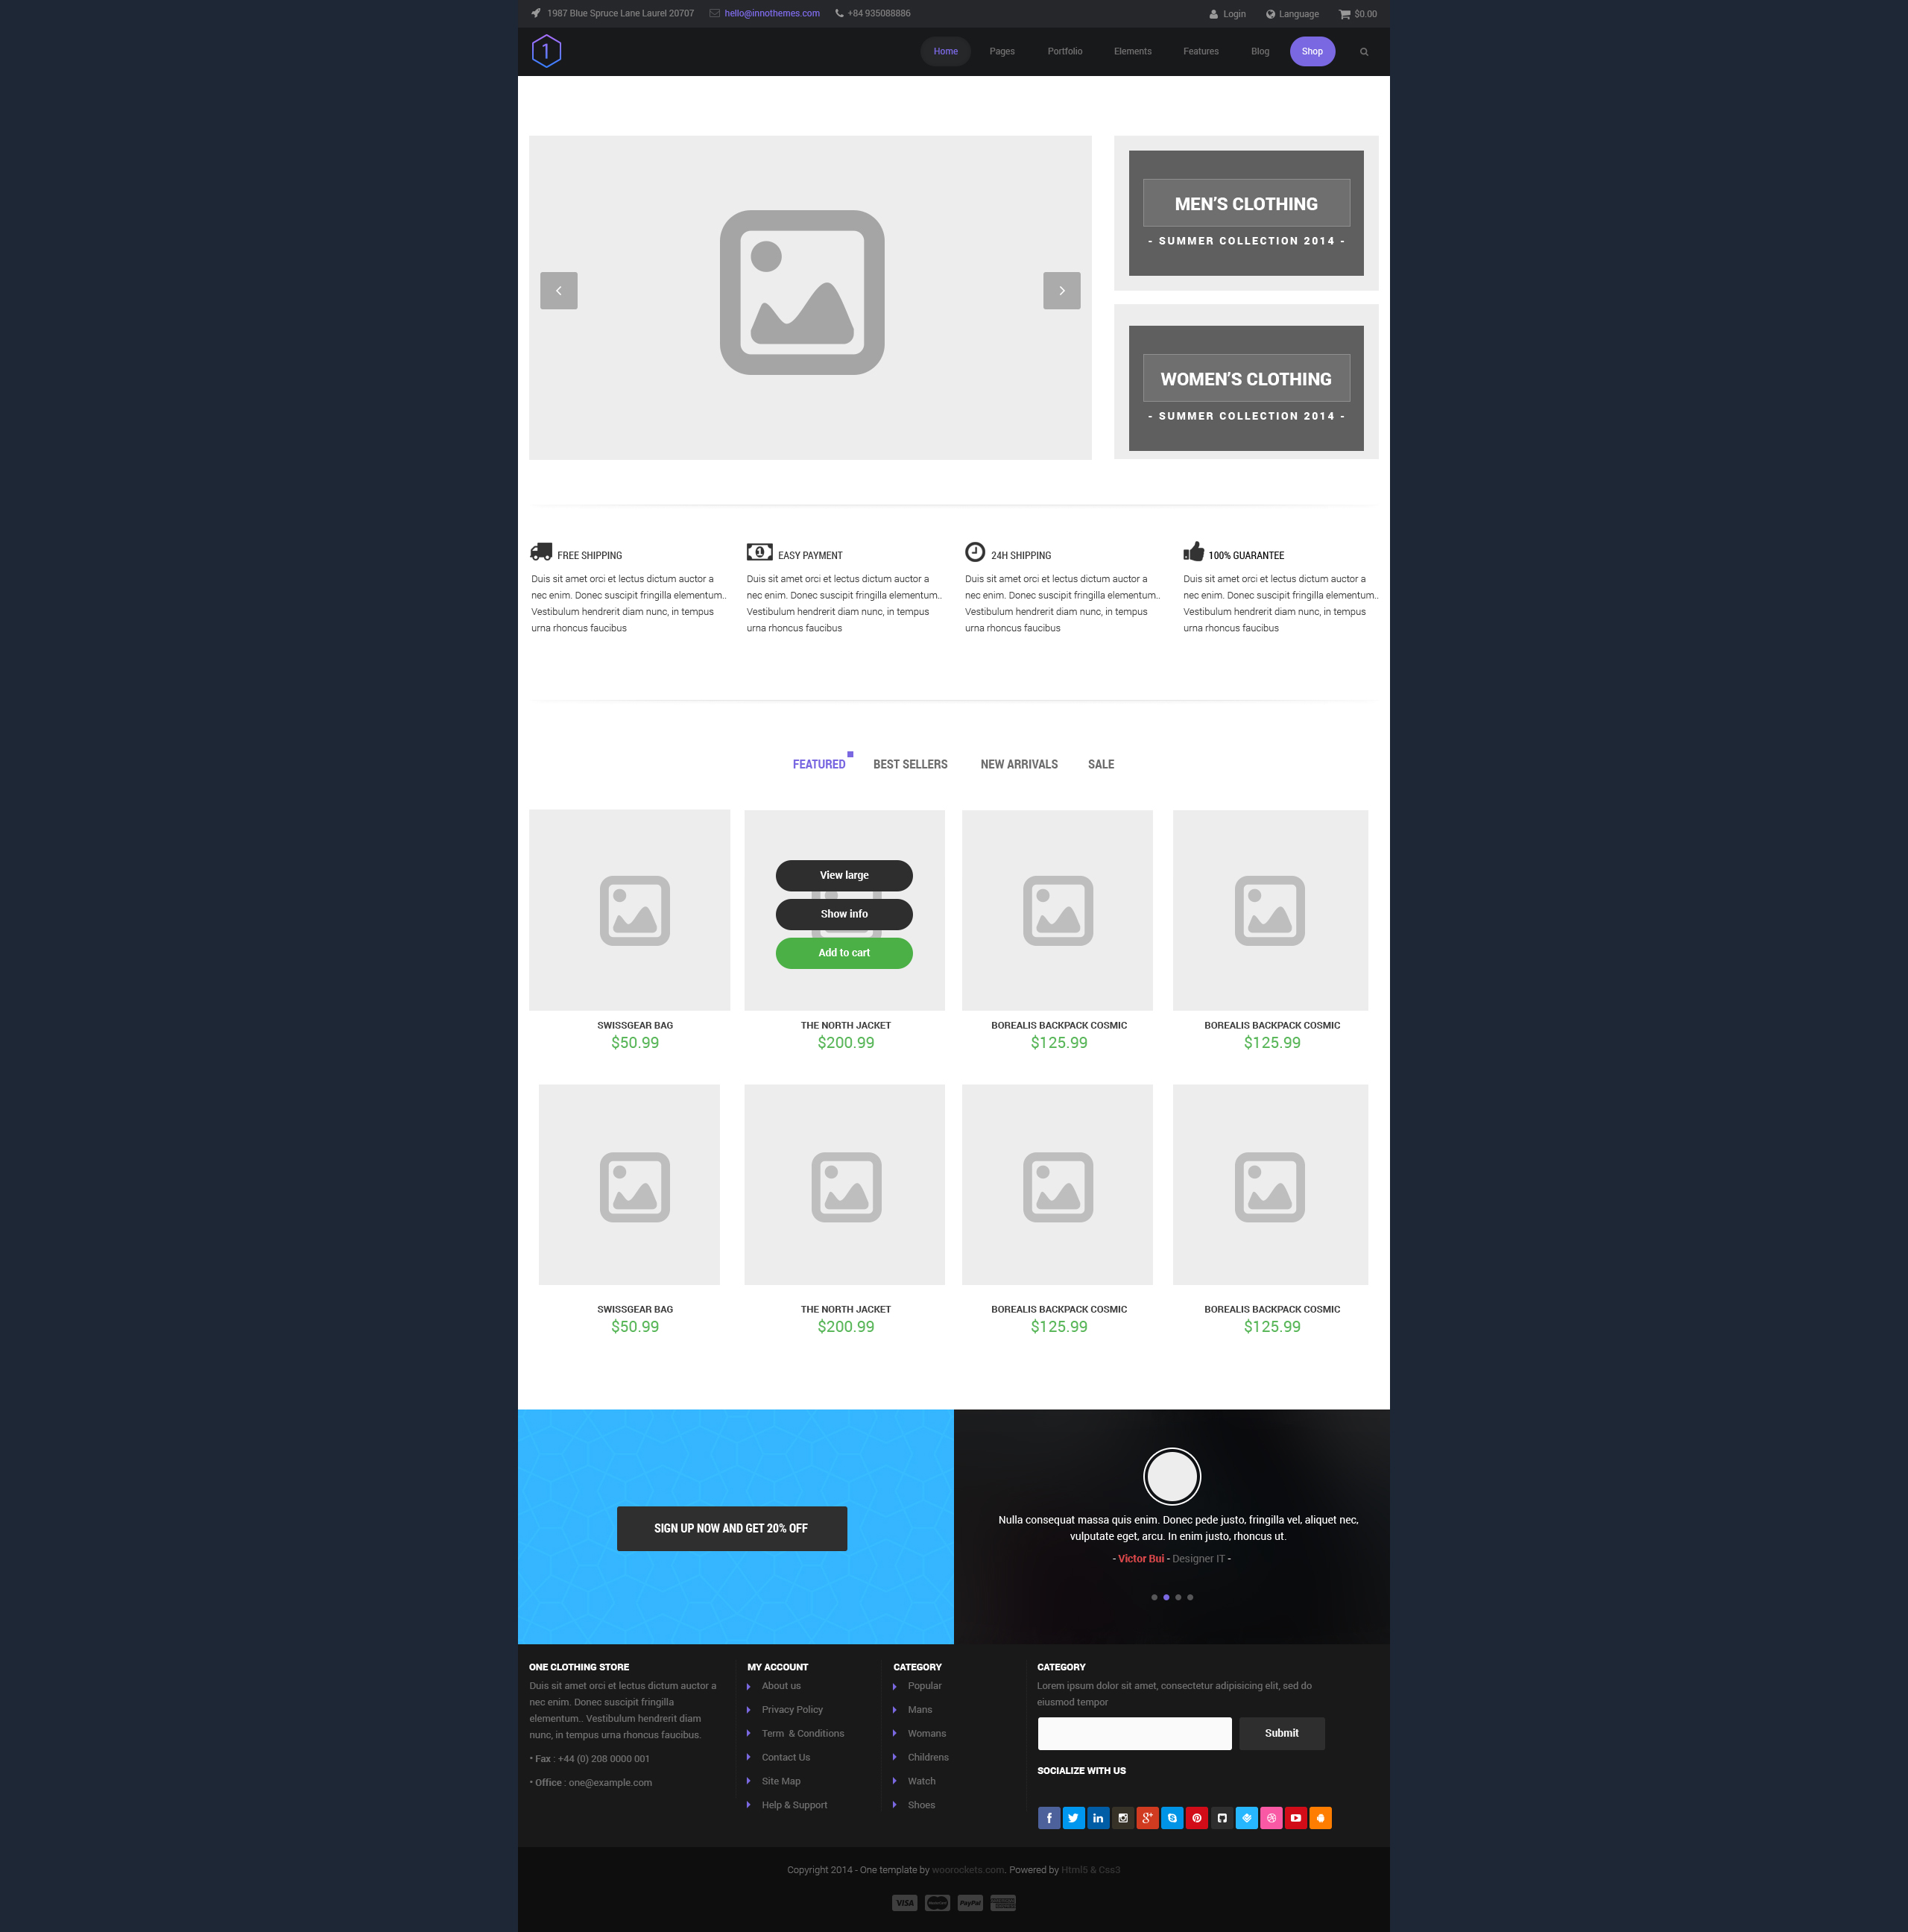 1987 Blue Spruce Lane Laurel 20707 hello@innothemes.com +84 935088886 Login Language $0.00
1 Home Pages Portfolio Elements Features Blog Shop
MEN'S CLOTHING
- SUMMER COLLECTION 2014 -
WOMEN'S CLOTHING
- SUMMER COLLECTION 2014 -
FREE SHIPPING
Duis sit amet orci et lectus dictum auctor a
nec enim. Donec suscipit fringilla elementum..
Vestibulum hendrerit diam nunc, in tempus
urna rhoncus faucibus
EASY PAYMENT
Duis sit amet orci et lectus dictum auctor a
nec enim. Donec suscipit fringilla elementum..
Vestibulum hendrerit diam nunc, in tempus
urna rhoncus faucibus
24H SHIPPING
Duis sit amet orci et lectus dictum auctor a
nec enim. Donec suscipit fringilla elementum..
Vestibulum hendrerit diam nunc, in tempus
urna rhoncus faucibus
100% GUARANTEE
Duis sit amet orci et lectus dictum auctor a
nec enim. Donec suscipit fringilla elementum..
Vestibulum hendrerit diam nunc, in tempus
urna rhoncus faucibus
FEATURED BEST SELLERS NEW ARRIVALS SALE
View large
Show info
Add to cart
SWISSGEAR BAG
$50.99
THE NORTH JACKET
$200.99
BOREALIS BACKPACK COSMIC
$125.99
BOREALIS BACKPACK COSMIC
$125.99
SWISSGEAR BAG
$50.99
THE NORTH JACKET
$200.99
BOREALIS BACKPACK COSMIC
$125.99
BOREALIS BACKPACK COSMIC
$125.99
SIGN UP NOW AND GET 20% OFF
Nulla consequat massa quis enim. Donec pede justo, fringilla vel, aliquet nec,
vulputate eget, arcu. In enim justo, rhoncus ut.
- Victor Bui - Designer IT -
ONE CLOTHING STORE
Duis sit amet orci et lectus dictum auctor a
nec enim. Donec suscipit fringilla
elementum.. Vestibulum hendrerit diam
nunc, in tempus urna rhoncus faucibus.
• Fax : +44 (0) 208 0000 001
• Office : one@example.com
MY ACCOUNT
About us
Privacy Policy
Term & Conditions
Contact Us
Site Map
Help & Support
CATEGORY
Popular
Mans
Womans
Childrens
Watch
Shoes
CATEGORY
Lorem ipsum dolor sit amet, consectetur adipisicing elit, sed do
eiusmod tempor
Submit
SOCIALIZE WITH US
Copyright 2014 - One template by woorockets.com. Powered by Html5 & Css3
VISA PayPal